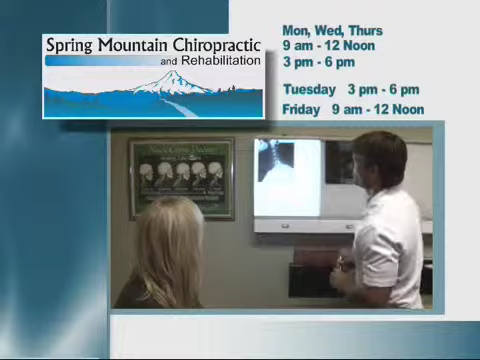 Spring Mountain Chiropractic
and Rehabilitation
Mon, Wed, Thurs
9 am - 12 Noon
3 pm - 6 pm
Tuesday 3 pm - 6 pm
Friday 9 am - 12 Noon